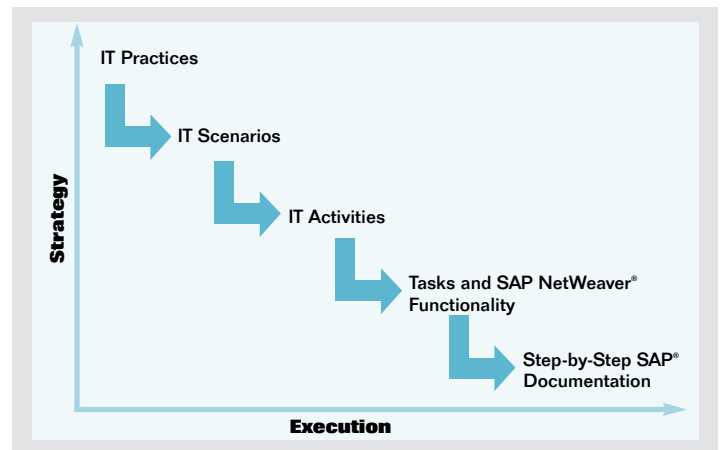 IT Practices
IT Scenarios
IT Activities
Tasks and SAP NetWeaver®
Functionality
Step-by-Step SAP®
Documentation
Strategy
Execution